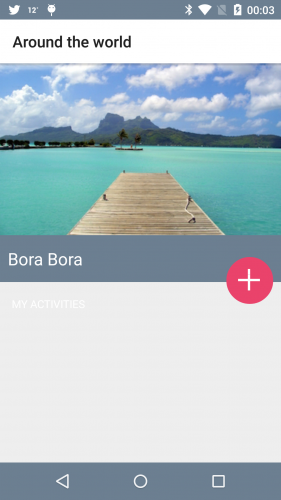 12°
00:03
Around the world
Bora Bora
MY ACTIVITIES